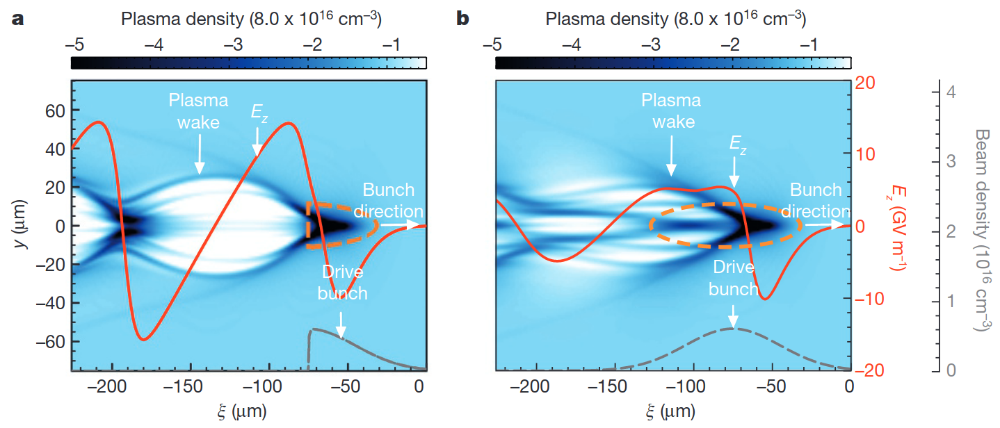 a
Plasma density (8.0 x 10¹⁶ cm⁻³)
−5 −4 −3 −2 −1
Plasma
wake
E_z
Bunch
direction
Drive
bunch
60
40
20
0
−20
−40
−60
y (μm)
−200 −150 −100 −50 0
ξ (μm)
b
Plasma density (8.0 x 10¹⁶ cm⁻³)
−5 −4 −3 −2 −1
Plasma
wake
E_z
Bunch
direction
Drive
bunch
−200 −150 −100 −50 0
ξ (μm)
20
10
0
−10
−20
E_z (GV m⁻¹)
4
3
2
1
0
Beam density (10¹⁶ cm⁻³)